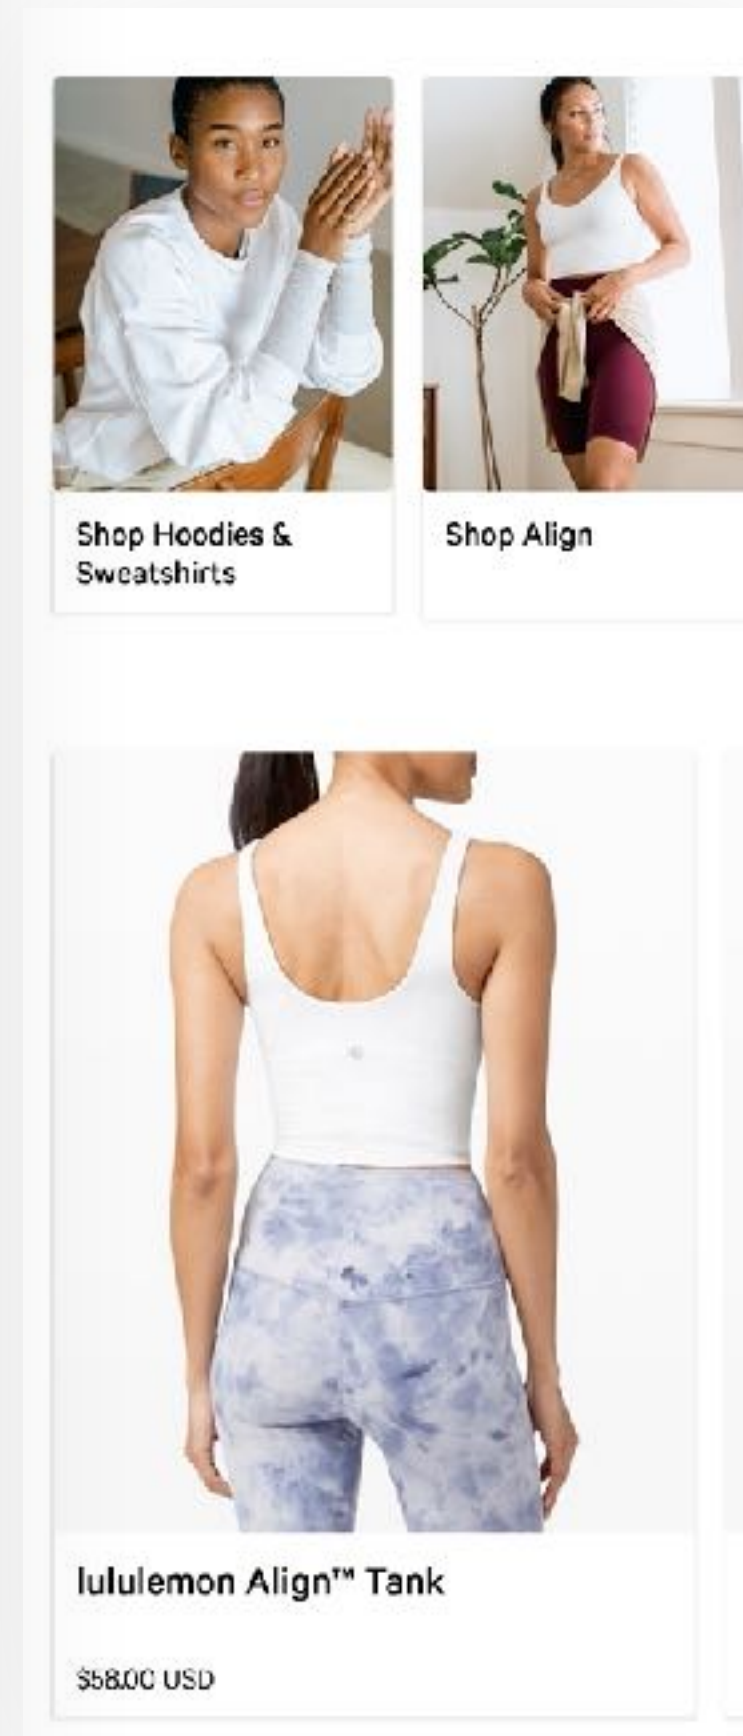 Shop Hoodies &
Sweatshirts
Shop Align
lululemon Align™ Tank
$58.00 USD